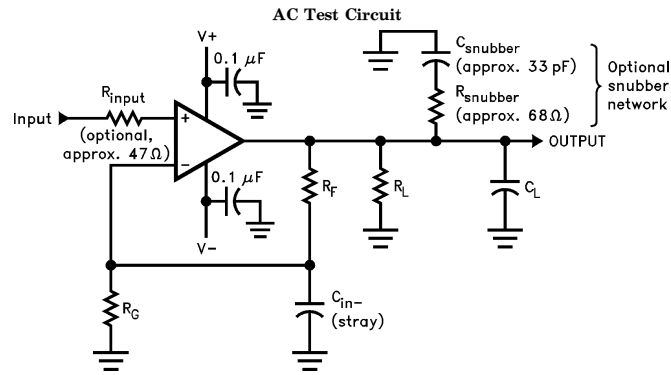 AC Test Circuit
V+
0.1 μF
C_snubber
(approx. 33 pF)
R_snubber
(approx. 68Ω)
Optional
snubber
network
R_input
Input
(optional,
approx. 47Ω)
+
−
OUTPUT
0.1 μF
V−
R_F
R_L
C_L
R_G
C_in−
(stray)